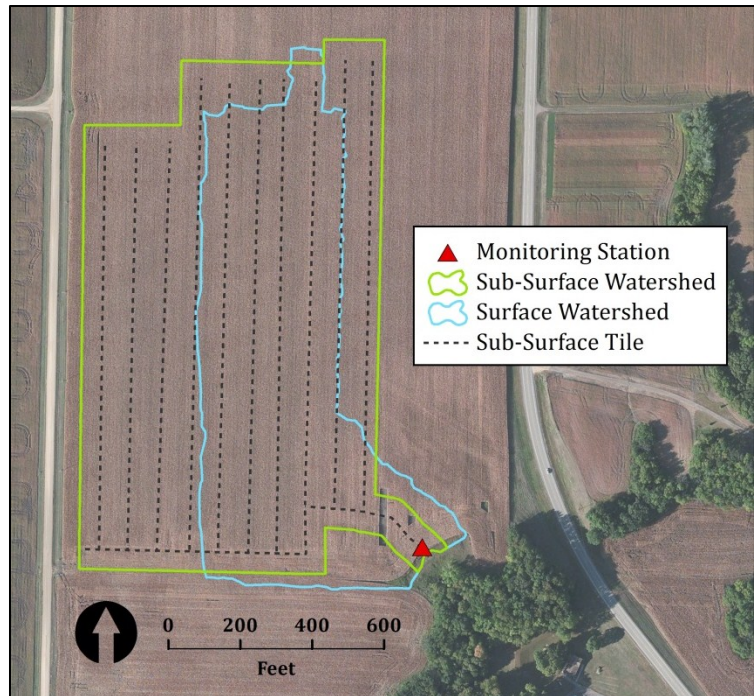 Monitoring Station
Sub-Surface Watershed
Surface Watershed
Sub-Surface Tile
0 200 400 600
Feet